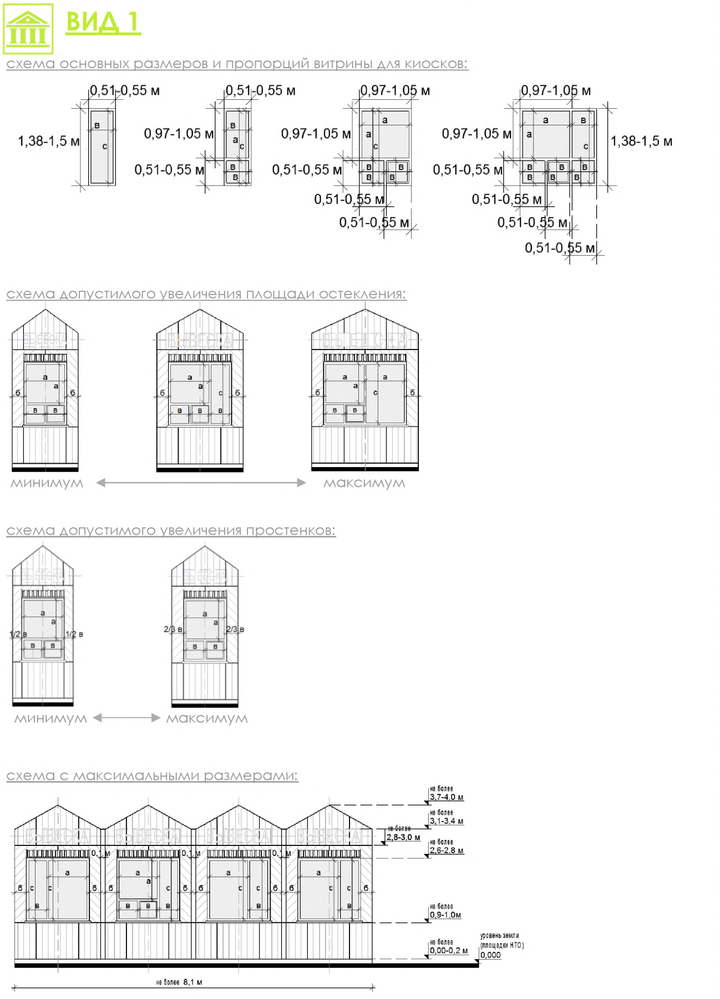 ВИД 1
схема основных размеров и пропорций витрины для киосков:
0,51-0,55 м 0,51-0,55 м 0,97-1,05 м 0,97-1,05 м
в в а а в
1,38-1,5 м с 0,97-1,05 м а с 0,97-1,05 м а с 0,97-1,05 м а с 1,38-1,5 м
0,51-0,55 м в 0,51-0,55 м в в 0,51-0,55 м в в в
в в в в в в
0,51-0,55 м 0,51-0,55 м
0,51-0,55 м 0,51-0,55 м
0,51-0,55 м
схема допустимого увеличения площади остекления:
ВЫВЕСКА ВЫВЕСКА ВЫВЕСКА
а а а а
а а а
б б б с б б с б
в в в в в в в
минимум максимум
схема допустимого увеличения простенков:
ВЫВЕСКА ВЫВЕСКА
а а
а а
1/2 в 1/2 в 2/3 в 2/3 в
в в в в
минимум максимум
схема с максимальными размерами:
не более
3,7-4,0 м
не более
3,1-3,4 м
не более
2,8-3,0 м
ВЫВЕСКА ВЫВЕСКА ВЫВЕСКА ВЫВЕСКА
не более
2,6-2,8 м
0,1 м 0,1 м 0,1 м
а а а а
а
б с с б б с б б с с б б с с б
в в в в в в
не более
0,9-1,0м
не более
0,00-0,2 м
уровень земли
(площадки НТО)
0,000
не более 8,1 м